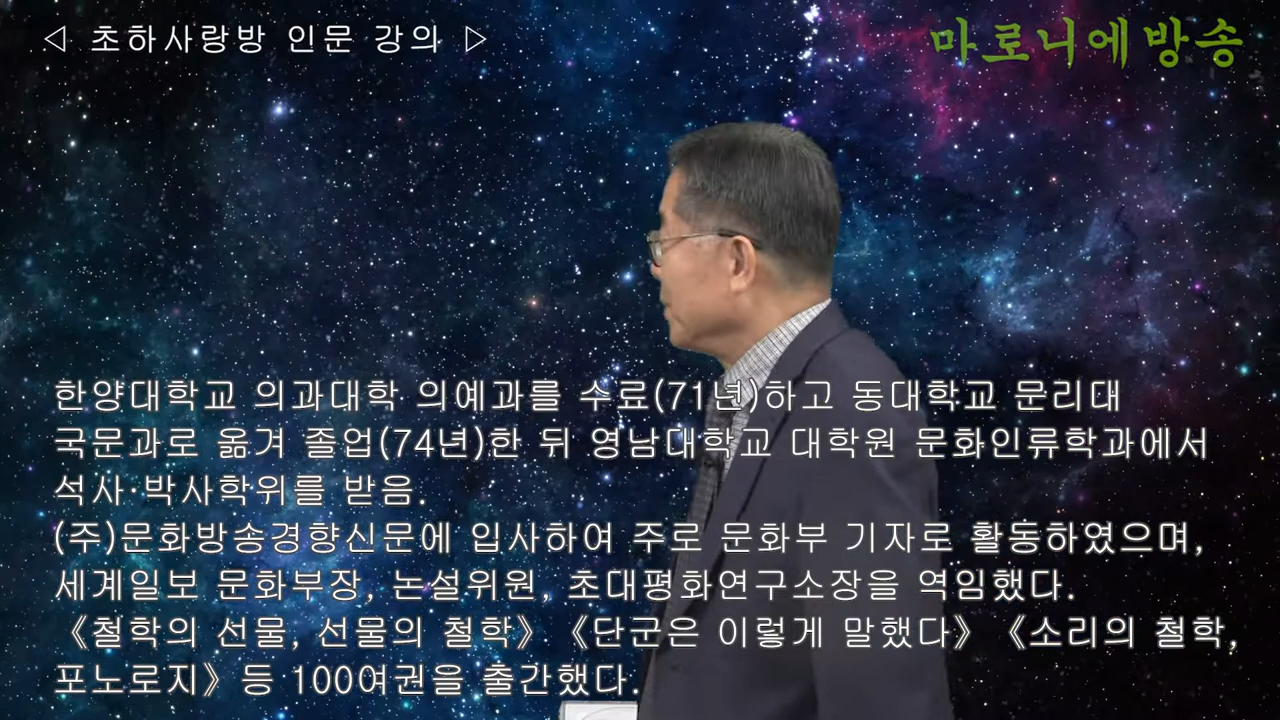 ◁ 초하사랑방 인문 강의 ▷
마로니에방송
한양대학교 의과대학 의예과를 수료(71년)하고 동대학교 문리대
국문과로 옮겨 졸업(74년)한 뒤 영남대학교 대학원 문화인류학과에서
석사·박사학위를 받음.
(주)문화방송경향신문에 입사하여 주로 문화부 기자로 활동하였으며,
세계일보 문화부장, 논설위원, 초대평화연구소장을 역임했다.
《철학의 선물, 선물의 철학》《단군은 이렇게 말했다》《소리의 철학,
포노로지》등 100여권을 출간했다.